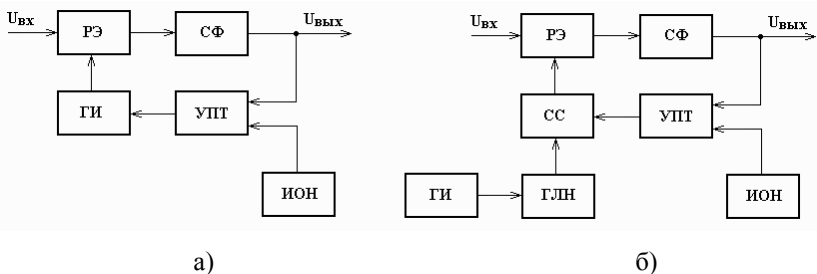 Uвх
РЭ
СФ
Uвых
ГИ
УПТ
ИОН
а)
Uвх
РЭ
СФ
Uвых
СС
УПТ
ГИ
ГЛН
ИОН
б)